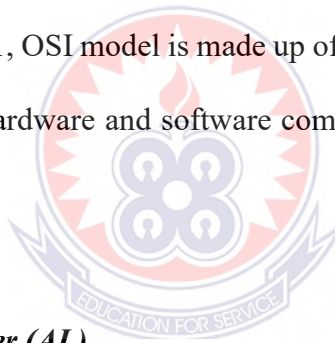 , OSI model is made up of
ardware and software com
EDUCATION FOR SERVICE
er (AL)